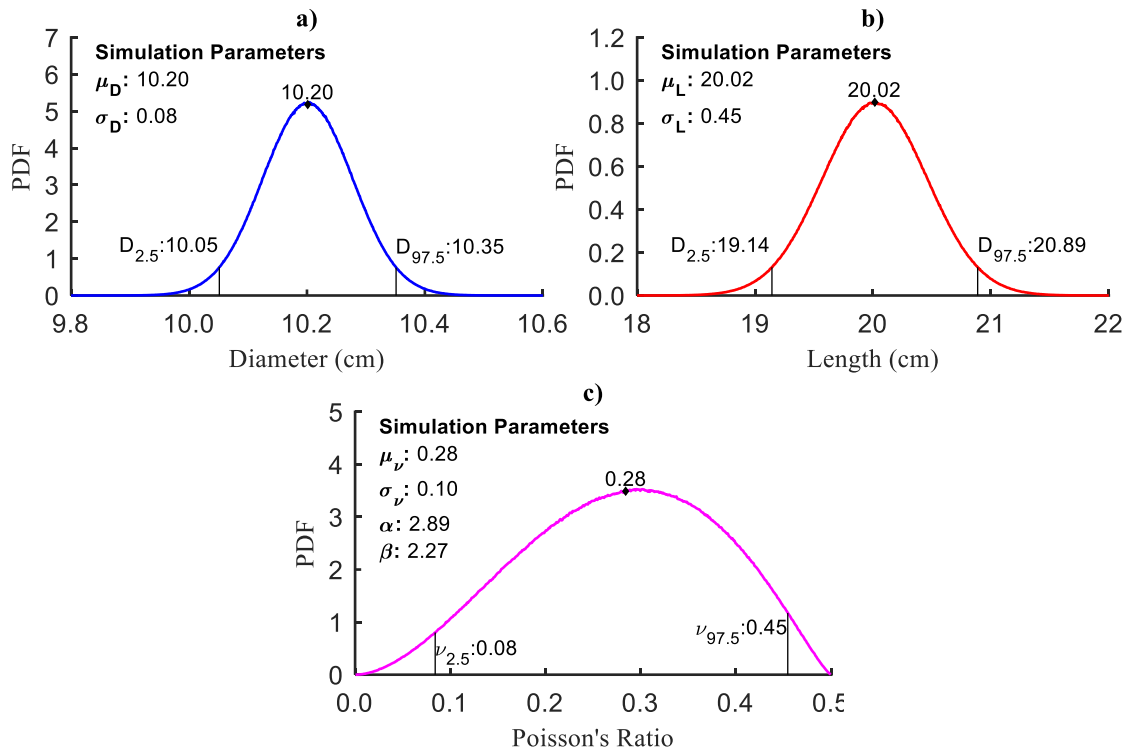 a)
Simulation Parameters
μD: 10.20
σD: 0.08
10.20
D2.5:10.05
D97.5:10.35
PDF
7
6
5
4
3
2
1
0
9.8 10.0 10.2 10.4 10.6
Diameter (cm)
b)
Simulation Parameters
μL: 20.02
σL: 0.45
20.02
D2.5:19.14
D97.5:20.89
PDF
1.2
1.0
0.8
0.6
0.4
0.2
0.0
18 19 20 21 22
Length (cm)
c)
Simulation Parameters
μν: 0.28
σν: 0.10
α: 2.89
β: 2.27
0.28
ν2.5:0.08
ν97.5:0.45
PDF
5
4
3
2
1
0
0.0 0.1 0.2 0.3 0.4 0.5
Poisson's Ratio